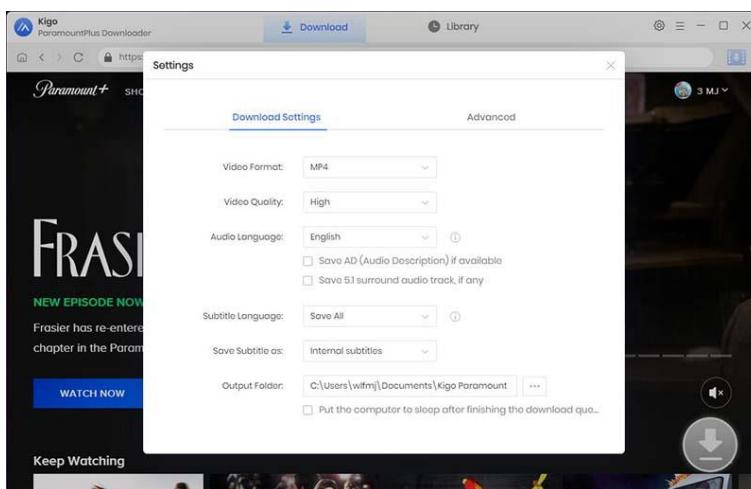 Kigo
ParamountPlus Downloader
Download
Library
https:
Settings
Paramount+
SHO
3 MJ
Download Settings
Advanced
Video Format:
MP4
Video Quality:
High
Audio Language:
English
Save AD (Audio Description) if available
Save 5.1 surround audio track, if any
FRASI
NEW EPISODE NOW
Subtitle Language:
Save All
Frasier has re-entere
chapter in the Param
Save Subtitle as:
Internal subtitles
Output Folder:
C:\Users\wlfmj\Documents\Kigo Paramount
...
WATCH NOW
Put the computer to sleep after finishing the download que...
Keep Watching